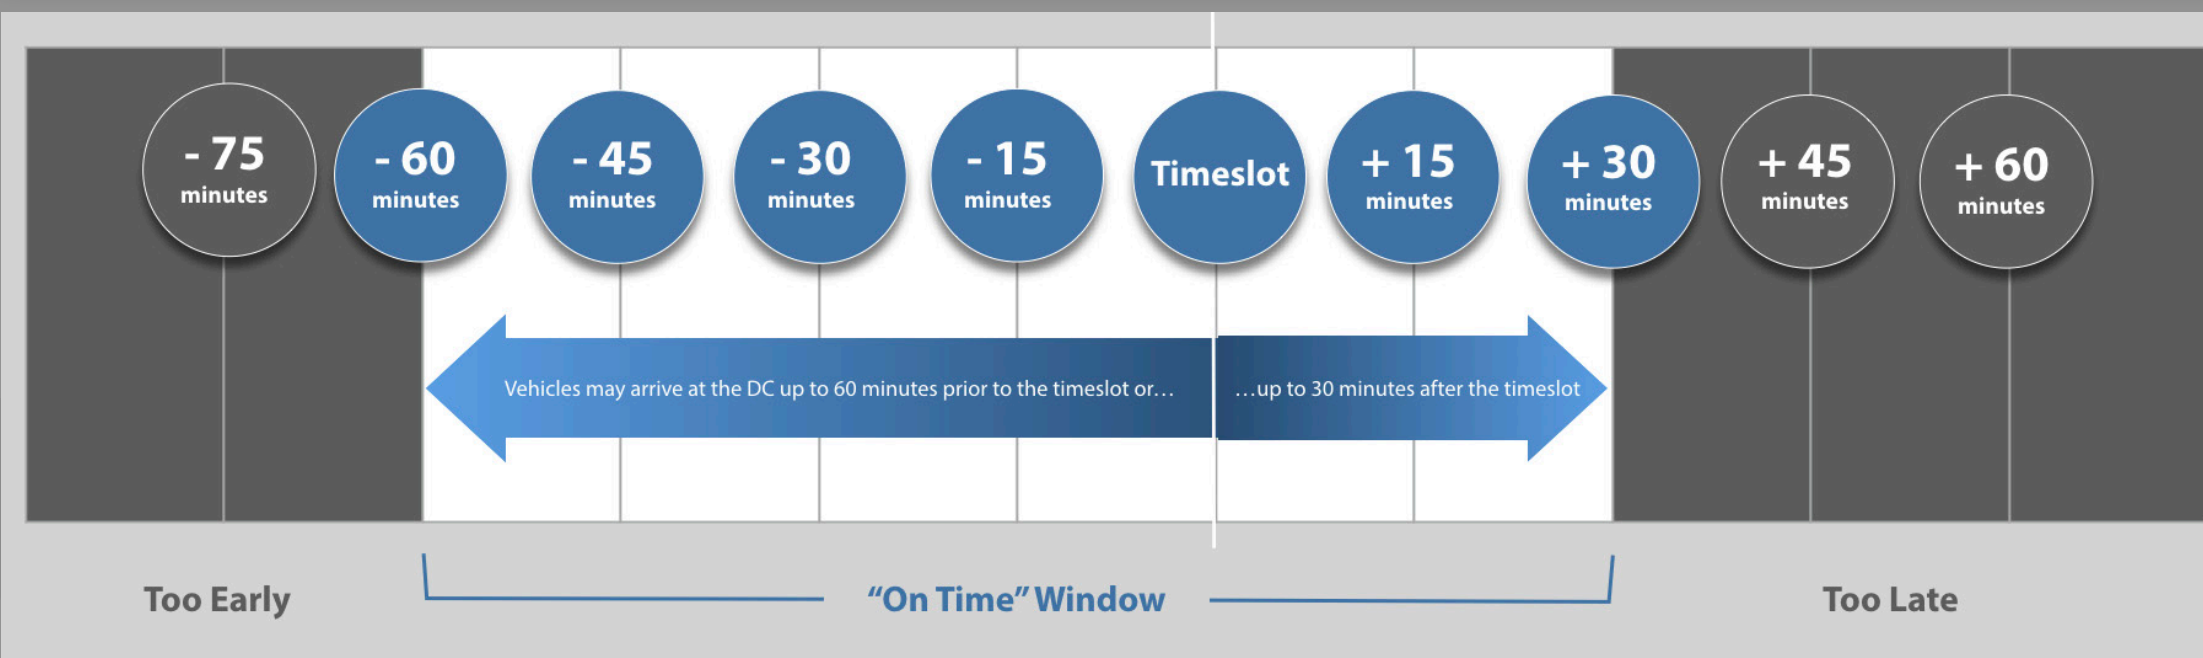 - 75
minutes
- 60
minutes
- 45
minutes
- 30
minutes
- 15
minutes
Timeslot
+ 15
minutes
+ 30
minutes
+ 45
minutes
+ 60
minutes
Vehicles may arrive at the DC up to 60 minutes prior to the timeslot or…
…up to 30 minutes after the timeslot
Too Early
“On Time” Window
Too Late